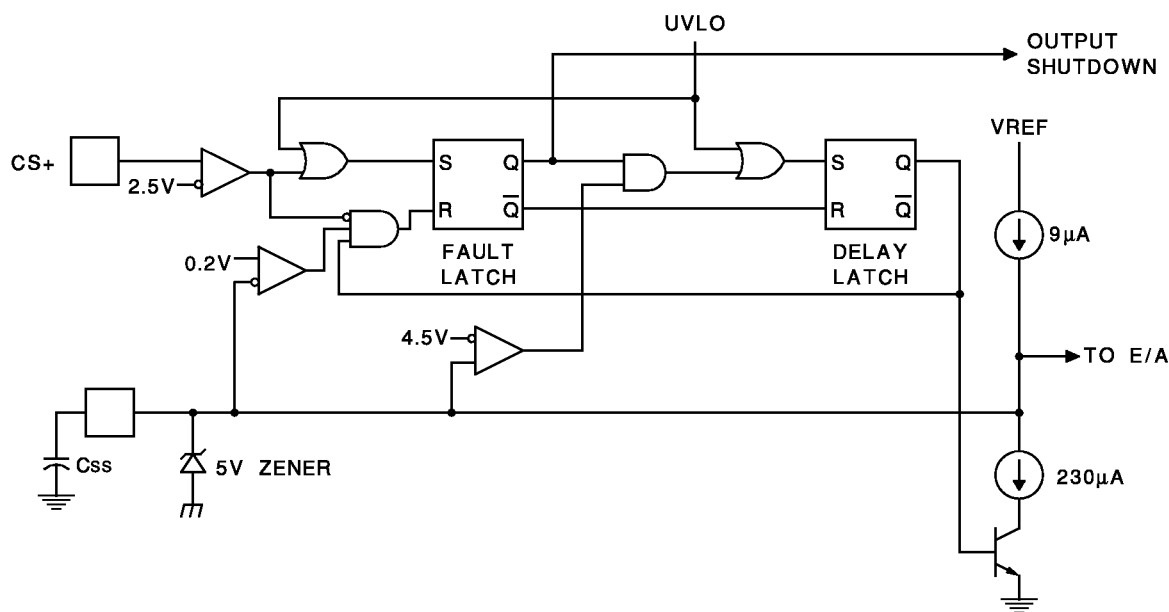 UVLO
OUTPUT
SHUTDOWN
VREF
CS+
2.5V
S Q
R Q̅
FAULT
LATCH
S Q
R Q̅
DELAY
LATCH
9µA
0.2V
4.5V
TO E/A
Css
5V ZENER
230µA